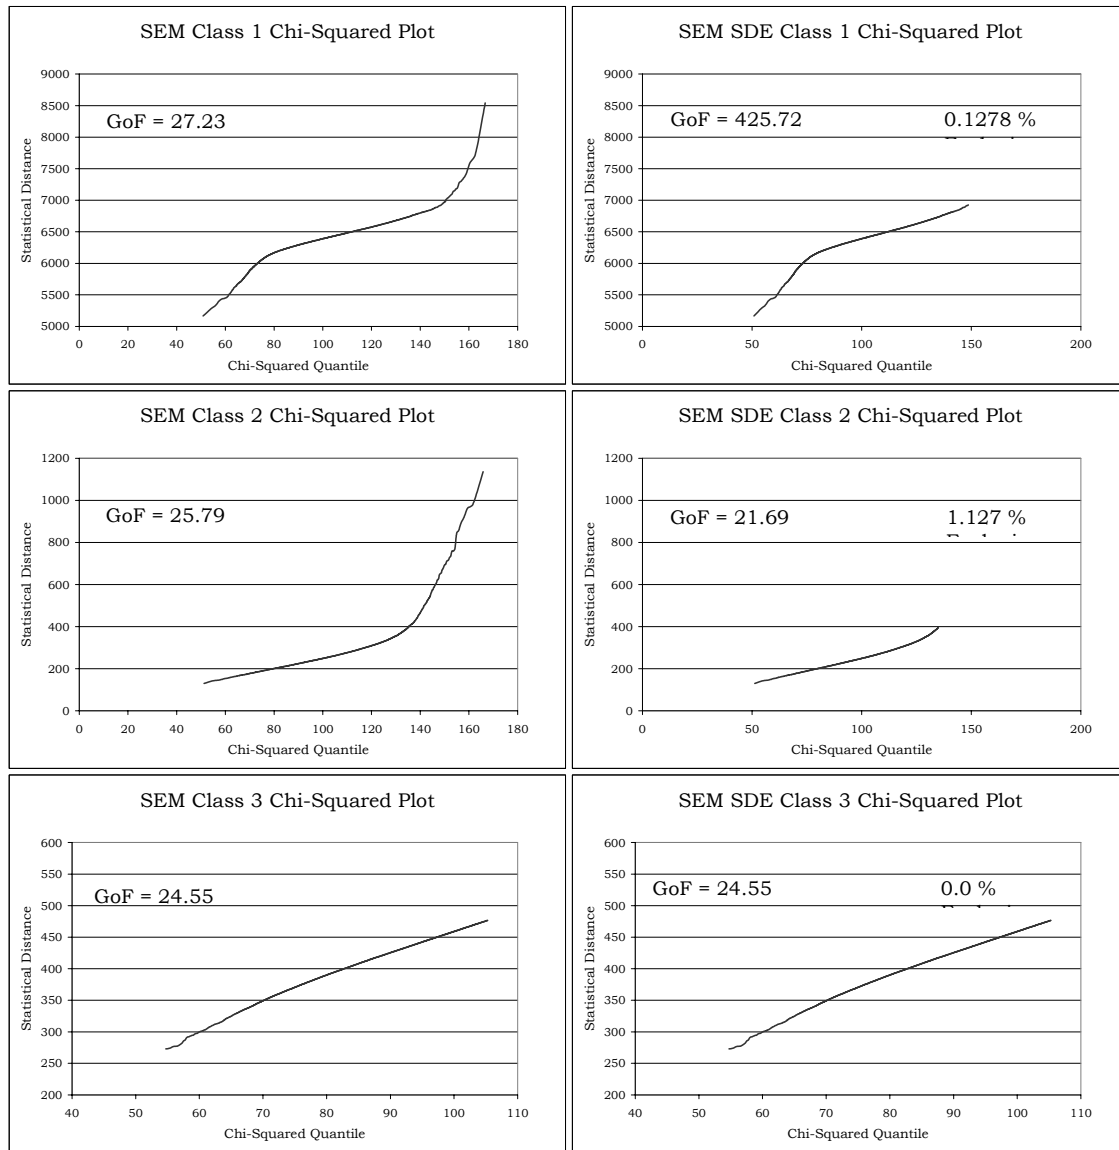 SEM Class 1 Chi-Squared Plot
9000
8500
8000
7500
7000
6500
6000
5500
5000
Statistical Distance
GoF = 27.23
0 20 40 60 80 100 120 140 160 180
Chi-Squared Quantile
SEM SDE Class 1 Chi-Squared Plot
9000
8500
8000
7500
7000
6500
6000
5500
5000
Statistical Distance
GoF = 425.72 0.1278 %
0 50 100 150 200
Chi-Squared Quantile
SEM Class 2 Chi-Squared Plot
1200
1000
800
600
400
200
0
Statistical Distance
GoF = 25.79
0 20 40 60 80 100 120 140 160 180
Chi-Squared Quantile
SEM SDE Class 2 Chi-Squared Plot
1200
1000
800
600
400
200
0
Statistical Distance
GoF = 21.69 1.127 %
0 50 100 150 200
Chi-Squared Quantile
SEM Class 3 Chi-Squared Plot
600
550
500
450
400
350
300
250
200
Statistical Distance
GoF = 24.55
40 50 60 70 80 90 100 110
Chi-Squared Quantile
SEM SDE Class 3 Chi-Squared Plot
600
550
500
450
400
350
300
250
200
Statistical Distance
GoF = 24.55 0.0 %
40 50 60 70 80 90 100 110
Chi-Squared Quantile